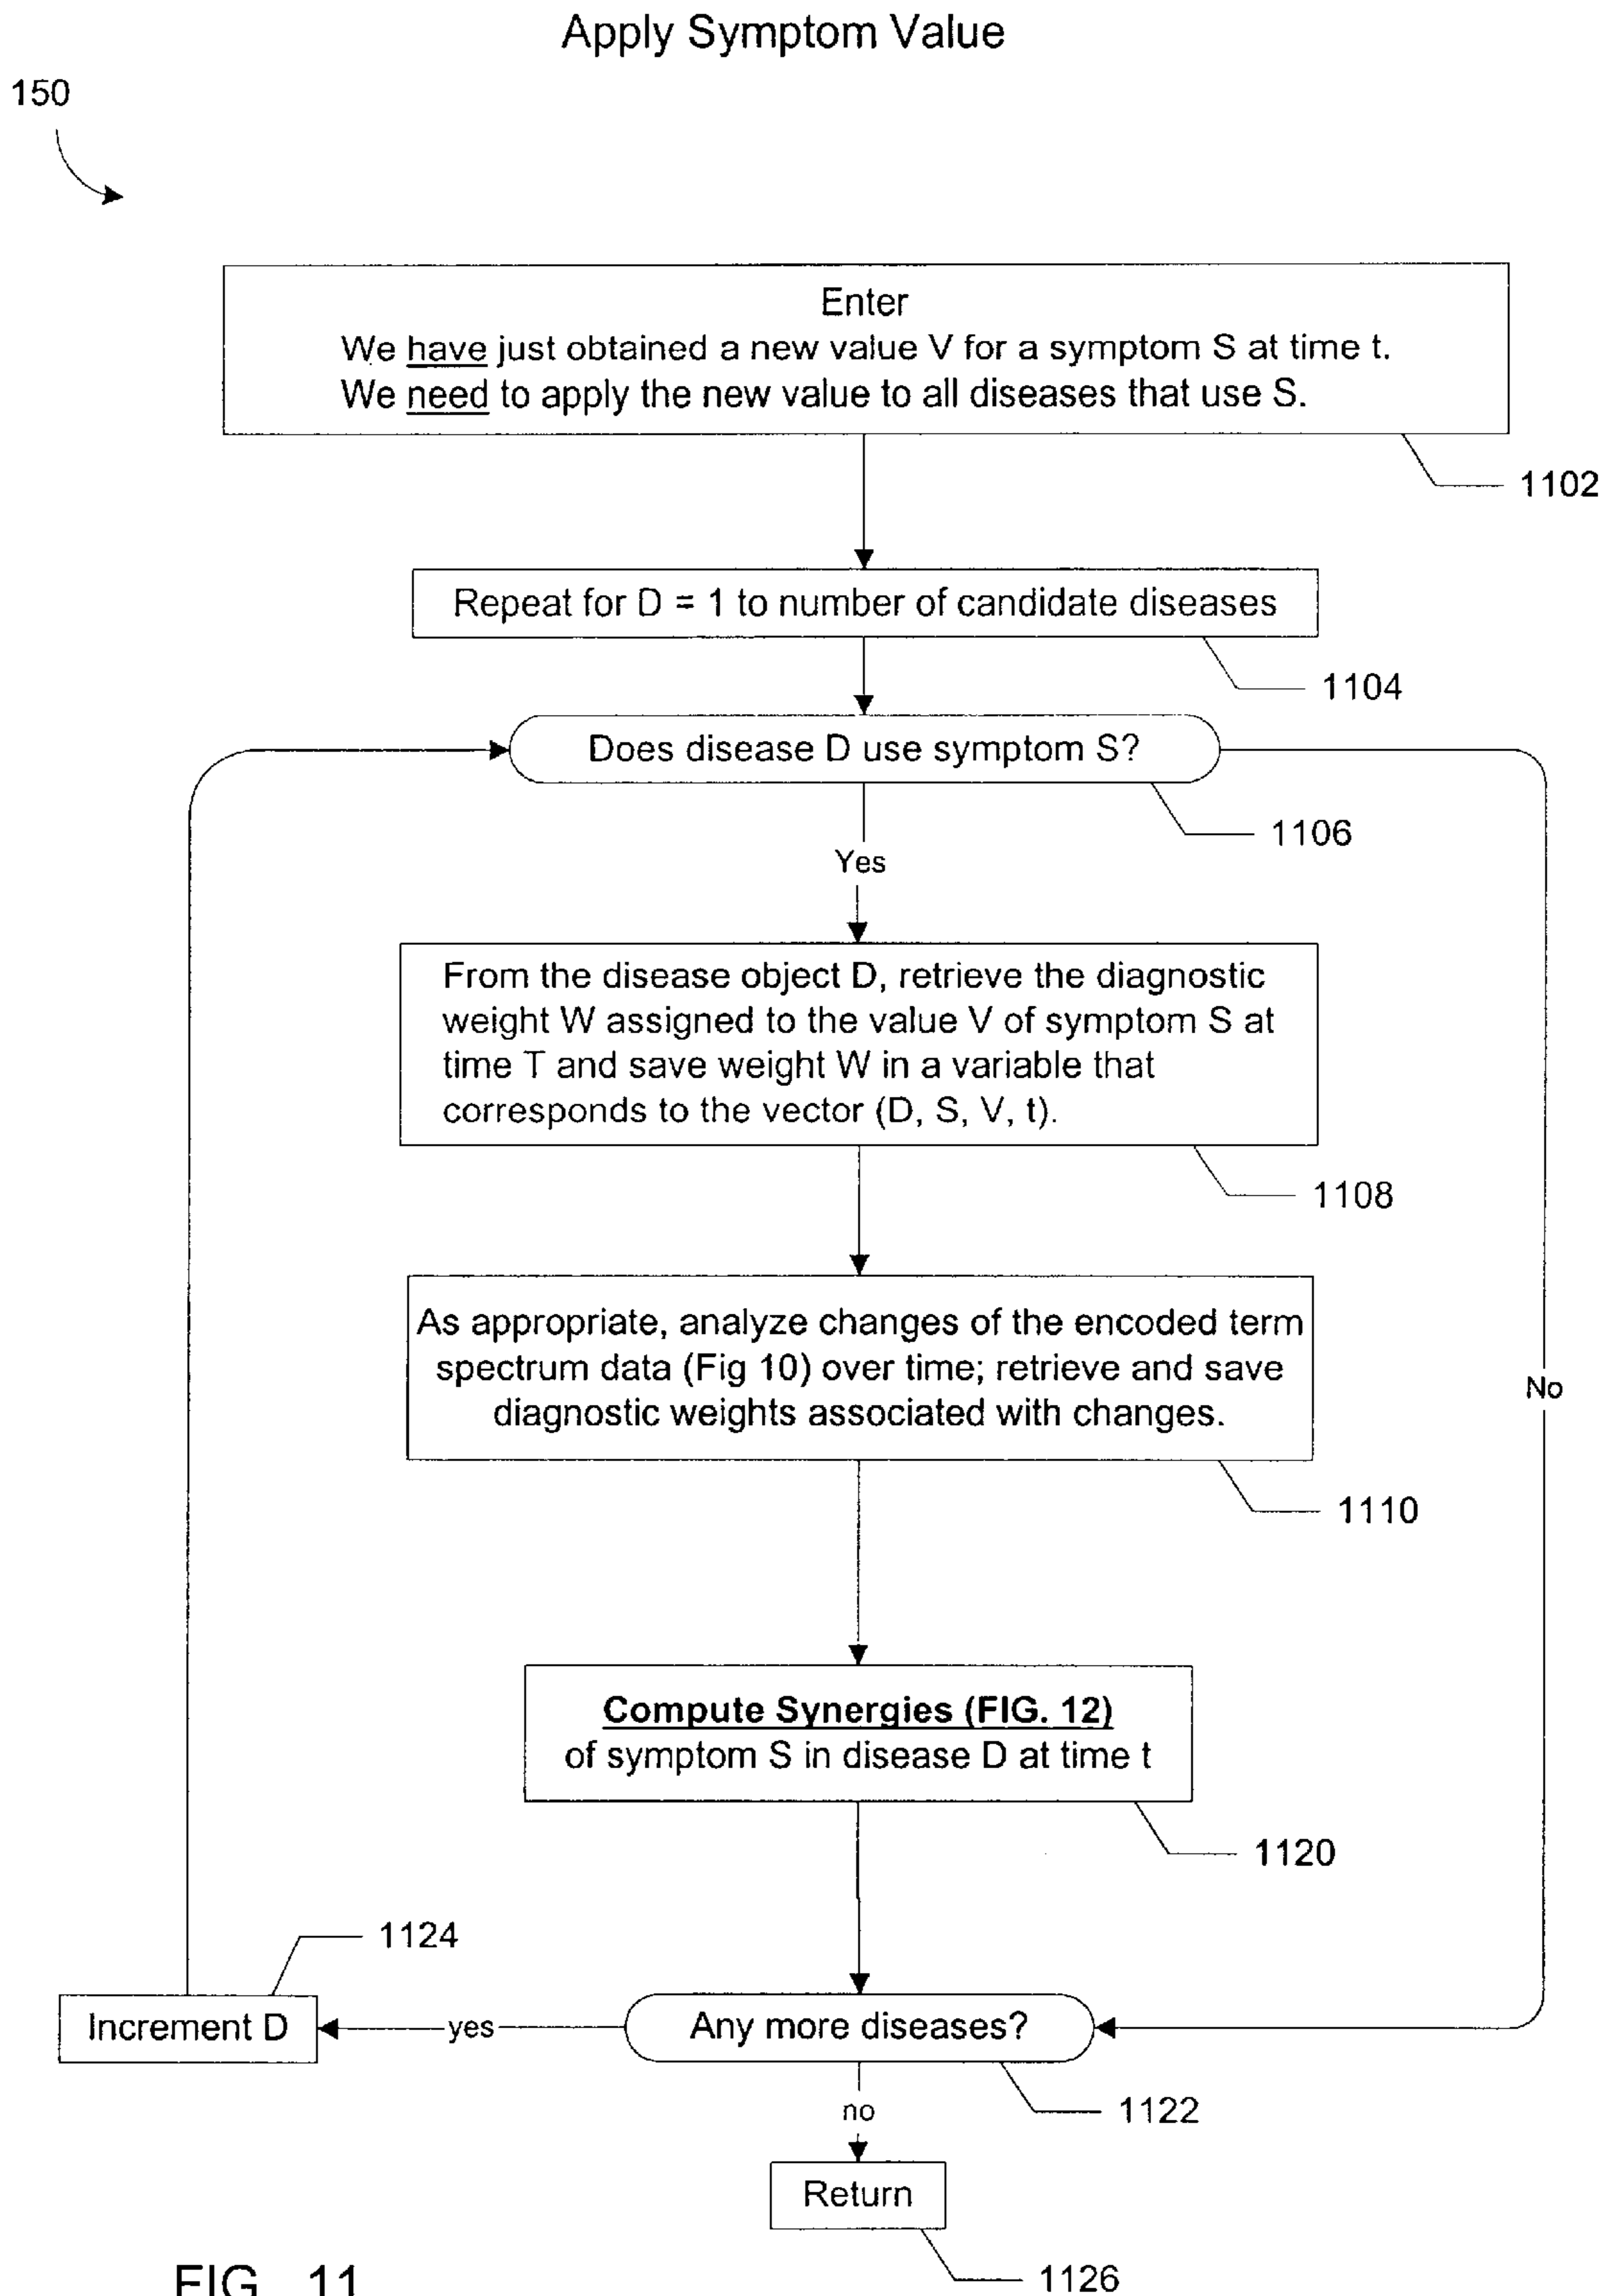 Apply Symptom Value
150
Enter
We have just obtained a new value V for a symptom S at time t.
We need to apply the new value to all diseases that use S.
1102
Repeat for D = 1 to number of candidate diseases
1104
Does disease D use symptom S?
1106
Yes
From the disease object D, retrieve the diagnostic
weight W assigned to the value V of symptom S at
time T and save weight W in a variable that
corresponds to the vector (D, S, V, t).
1108
As appropriate, analyze changes of the encoded term
spectrum data (Fig 10) over time; retrieve and save
diagnostic weights associated with changes.
No
1110
Compute Synergies (FIG. 12)
of symptom S in disease D at time t
1120
1124
Increment D
yes
Any more diseases?
1122
no
Return
1126
FIG. 11